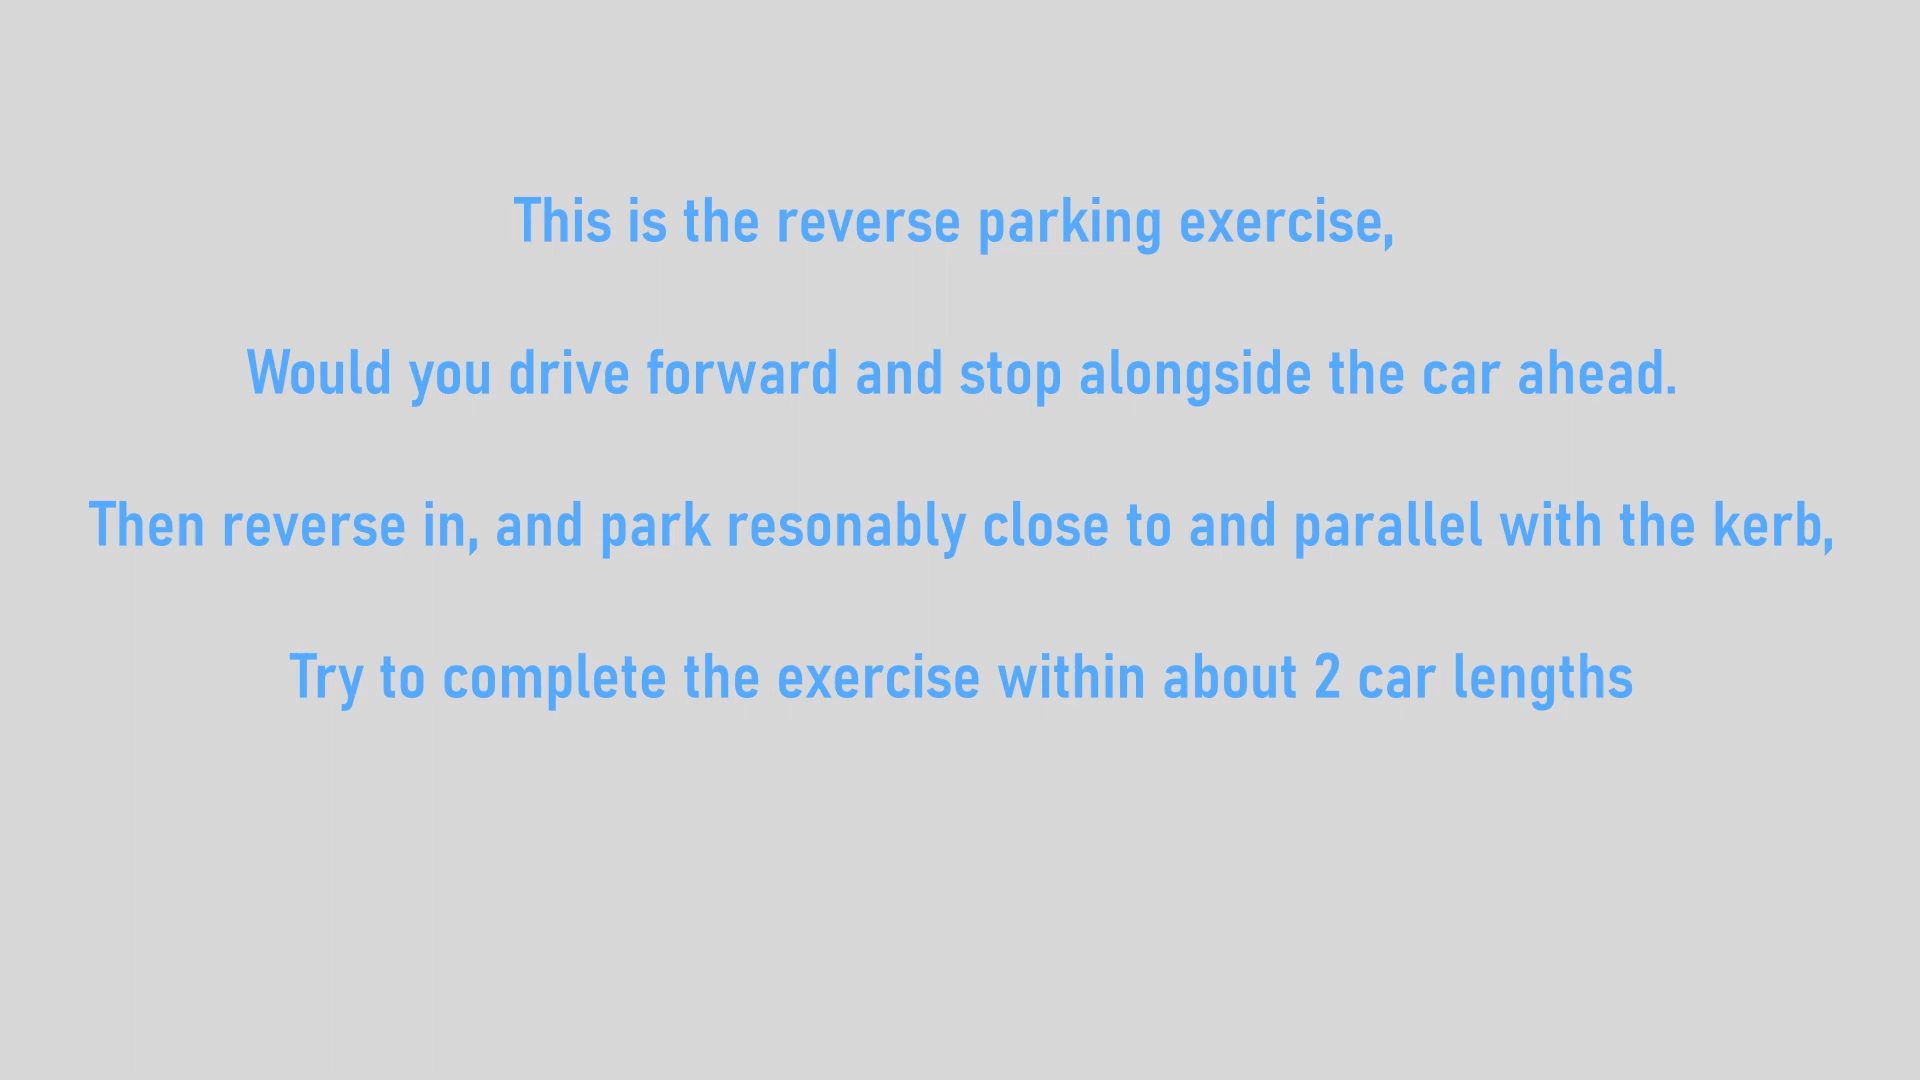 This is the reverse parking exercise,
Would you drive forward and stop alongside the car ahead.
Then reverse in, and park resonably close to and parallel with the kerb,
Try to complete the exercise within about 2 car lengths